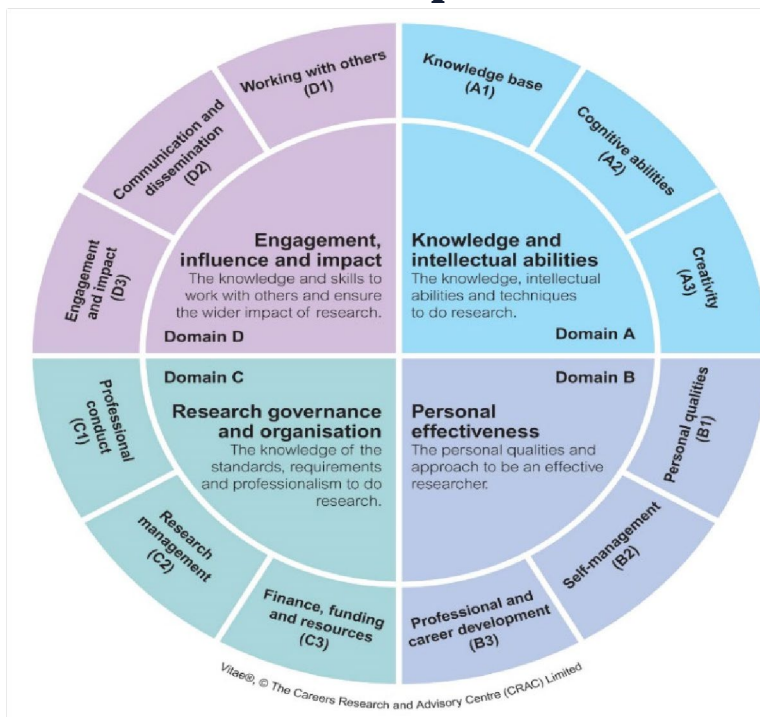 Knowledge base
(A1)
Cognitive abilities
(A2)
Creativity
(A3)
Knowledge and
intellectual abilities
The knowledge, intellectual
abilities and techniques
to do research.
Domain A
Domain B
Personal
effectiveness
The personal qualities and
approach to be an effective
researcher.
Personal qualities
(B1)
Self-management
(B2)
Professional and
career development
(B3)
Domain C
Research governance
and organisation
The knowledge of the
standards, requirements
and professionalism to do
research.
Professional
conduct
(C1)
Research
management
(C2)
Finance, funding
and resources
(C3)
Engagement,
influence and impact
The knowledge and skills to
work with others and ensure
the wider impact of research.
Domain D
Working with others
(D1)
Communication and
dissemination
(D2)
Engagement
and impact
(D3)
Vitae®, © The Careers Research and Advisory Centre (CRAC) Limited